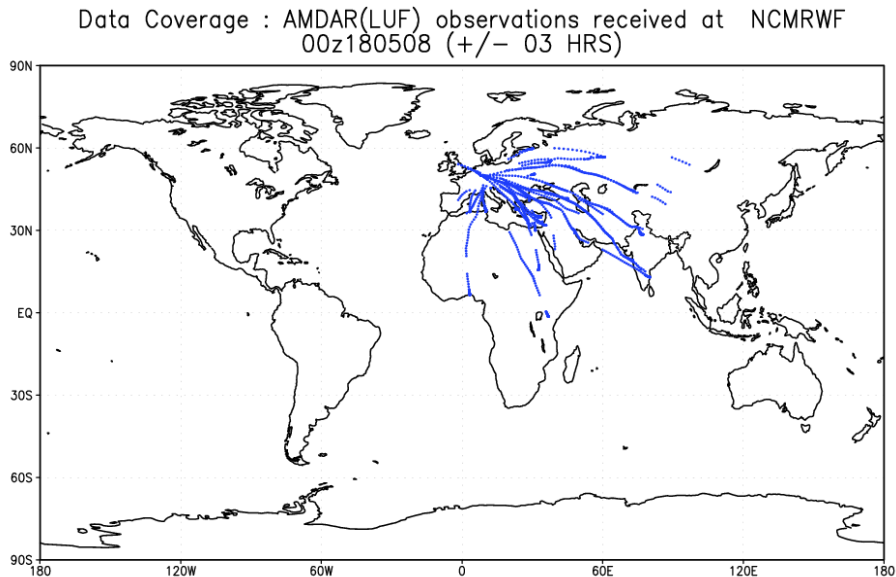 Data Coverage : AMDAR(LUF) observations received at NCMRWF
00z180508 (+/- 03 HRS)
90N
60N
30N
EQ
30S
60S
90S
180 120W 60W 0 60E 120E 180